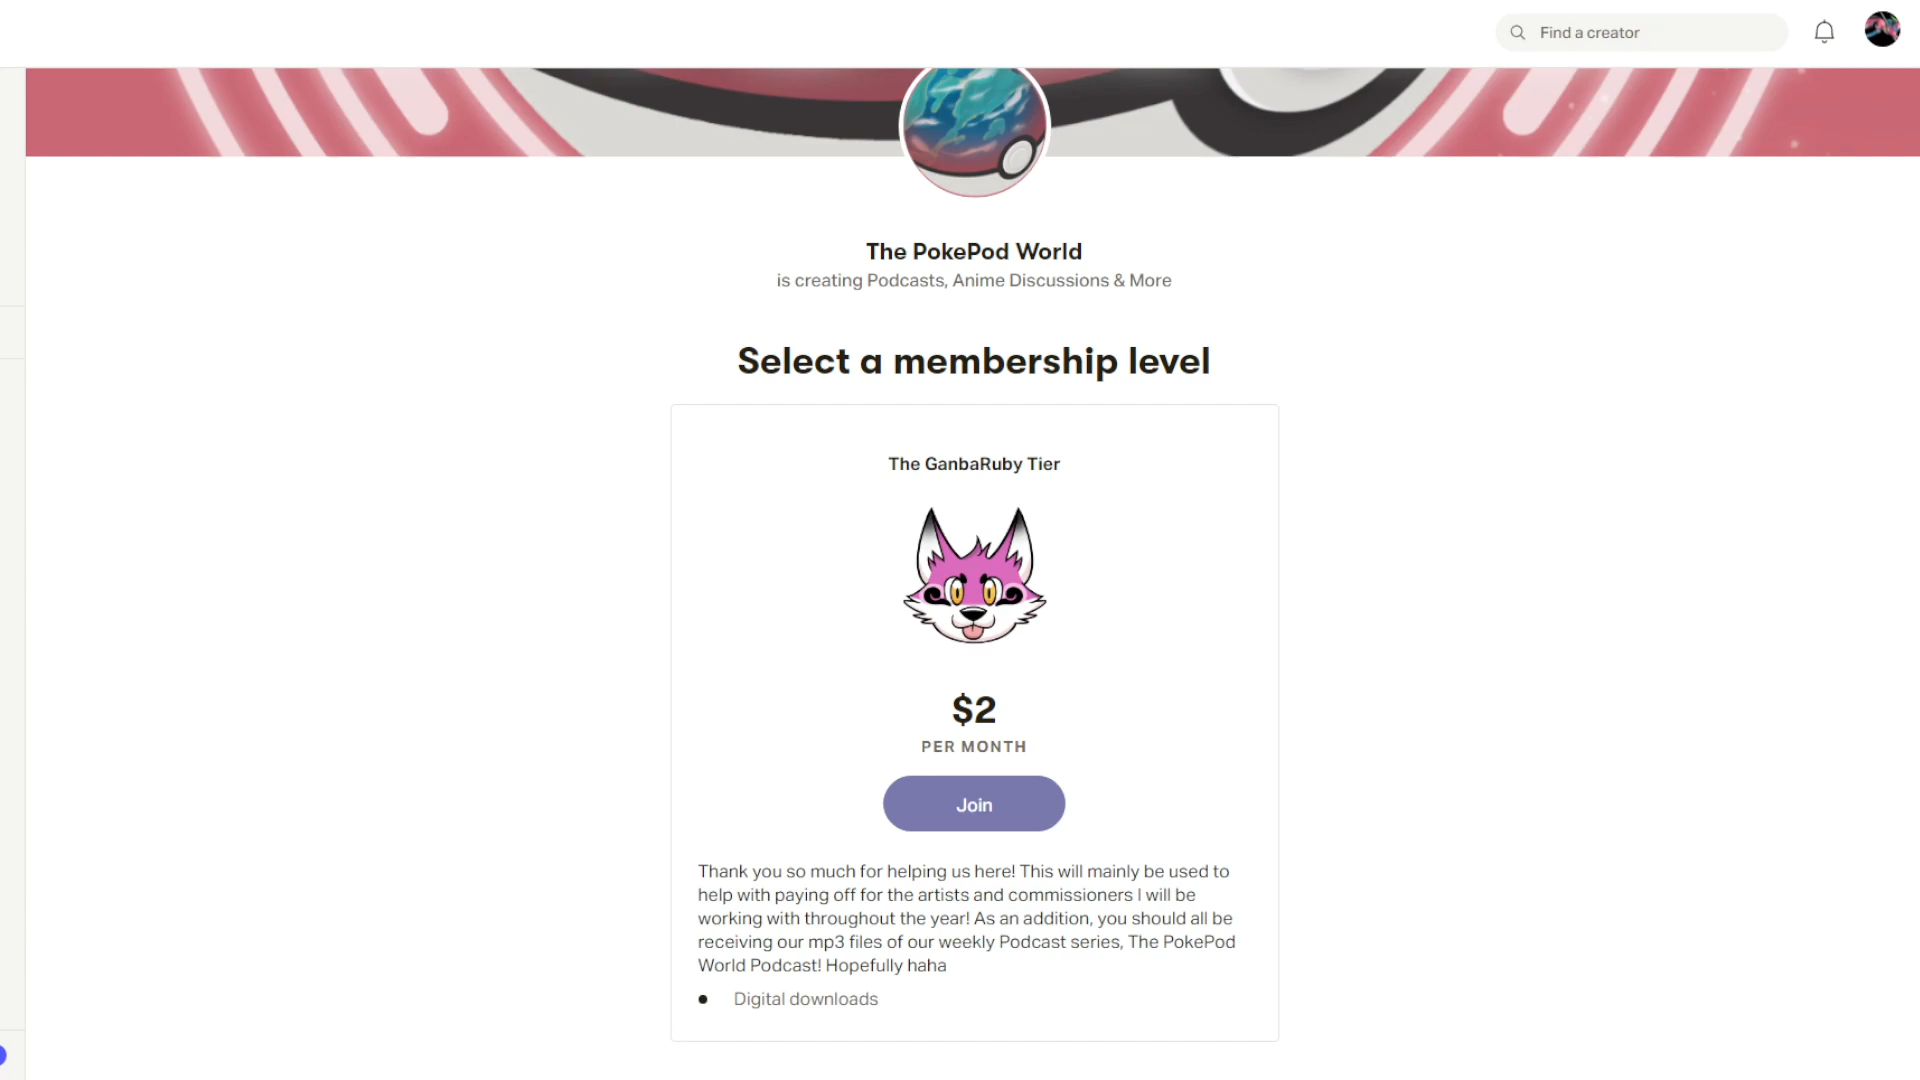 Find a creator
The PokePod World
is creating Podcasts, Anime Discussions & More
Select a membership level
The GanbaRuby Tier
$2
PER MONTH
Join
Thank you so much for helping us here! This will mainly be used to
help with paying off for the artists and commissioners I will be
working with throughout the year! As an addition, you should all be
receiving our mp3 files of our weekly Podcast series, The PokePod
World Podcast! Hopefully haha
Digital downloads